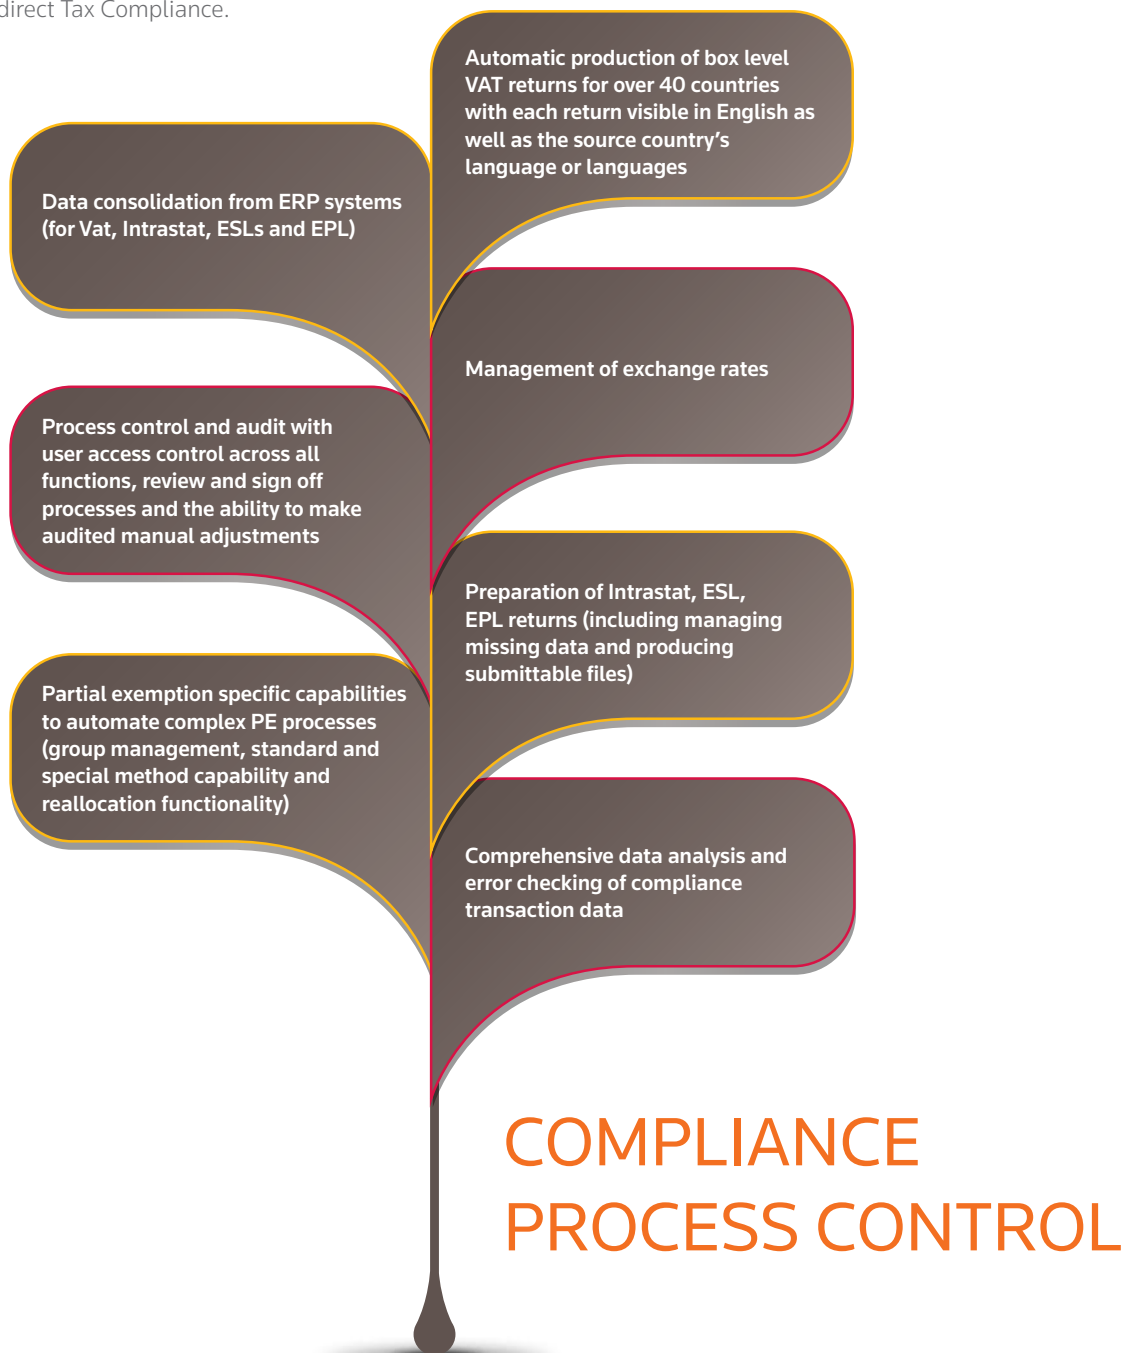 direct Tax Compliance.
Automatic production of box level
VAT returns for over 40 countries
with each return visible in English as
well as the source country’s
language or languages
Data consolidation from ERP systems
(for Vat, Intrastat, ESLs and EPL)
Management of exchange rates
Process control and audit with
user access control across all
functions, review and sign off
processes and the ability to make
audited manual adjustments
Preparation of Intrastat, ESL,
EPL returns (including managing
missing data and producing
submittable files)
Partial exemption specific capabilities
to automate complex PE processes
(group management, standard and
special method capability and
reallocation functionality)
Comprehensive data analysis and
error checking of compliance
transaction data
COMPLIANCE
PROCESS CONTROL